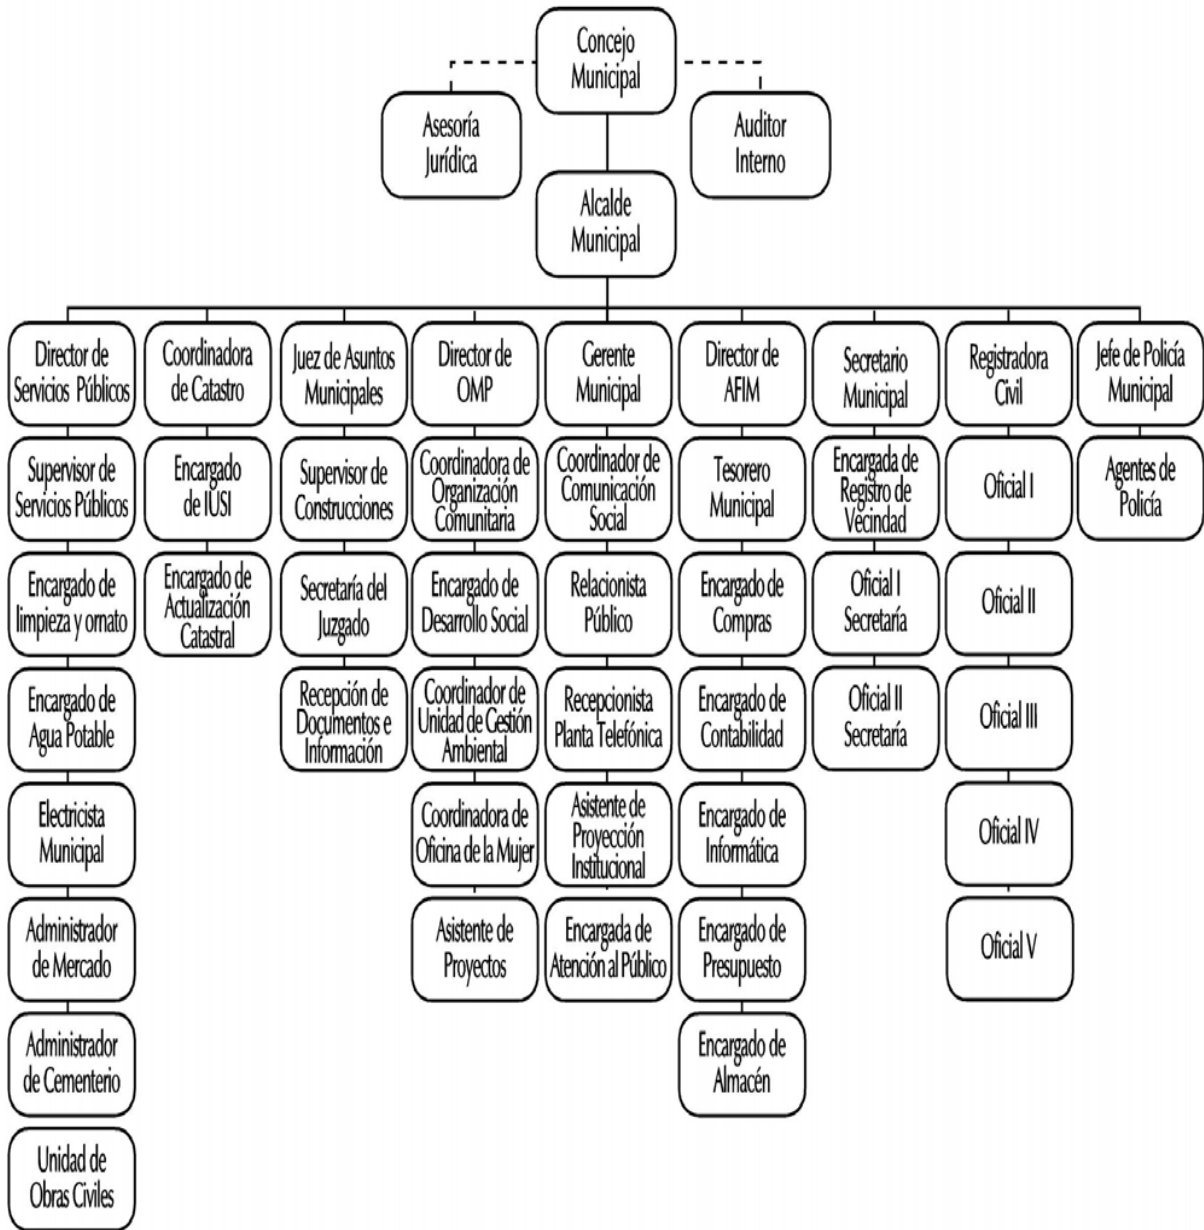 Concejo
Municipal
Asesoría
Jurídica
Auditor
Interno
Alcalde
Municipal
Director de
Servicios Públicos
Coordinadora
de Catastro
Juez de Asuntos
Municipales
Director de
OMP
Gerente
Municipal
Director de
AFIM
Secretario
Municipal
Registradora
Civil
Jefe de Policía
Municipal
Supervisor de
Servicios Públicos
Encargado
de IUSI
Supervisor de
Construcciones
Coordinadora de
Organización
Comunitaria
Coordinador de
Comunicación
Social
Tesorero
Municipal
Encargada de
Registro de
Vecindad
Oficial I
Agentes de
Policía
Encargado de
limpieza y ornato
Encargado de
Actualización
Catastral
Secretaría del
Juzgado
Encargado de
Desarrollo Social
Relacionista
Público
Encargado de
Compras
Oficial I
Secretaría
Oficial II
Encargado de
Agua Potable
Recepción de
Documentos e
Información
Coordinador de
Unidad de Gestión
Ambiental
Recepcionista
Planta Telefónica
Encargado de
Contabilidad
Oficial II
Secretaría
Oficial III
Electricista
Municipal
Coordinadora de
Oficina de la Mujer
Asistente de
Proyección
Institucional
Encargado de
Informática
Oficial IV
Administrador
de Mercado
Asistente de
Proyectos
Encargada de
Atención al Público
Encargado de
Presupuesto
Oficial V
Administrador
de Cementerio
Encargado de
Almacén
Unidad de
Obras Civiles